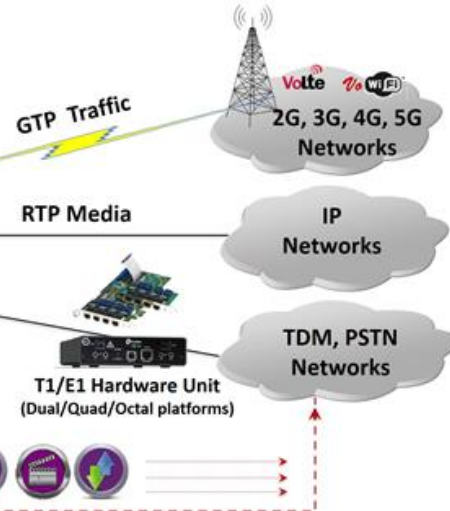 GTP Traffic
VoLTE Vo WiFi
2G, 3G, 4G, 5G
Networks
RTP Media
IP
Networks
TDM, PSTN
Networks
T1/E1 Hardware Unit
(Dual/Quad/Octal platforms)